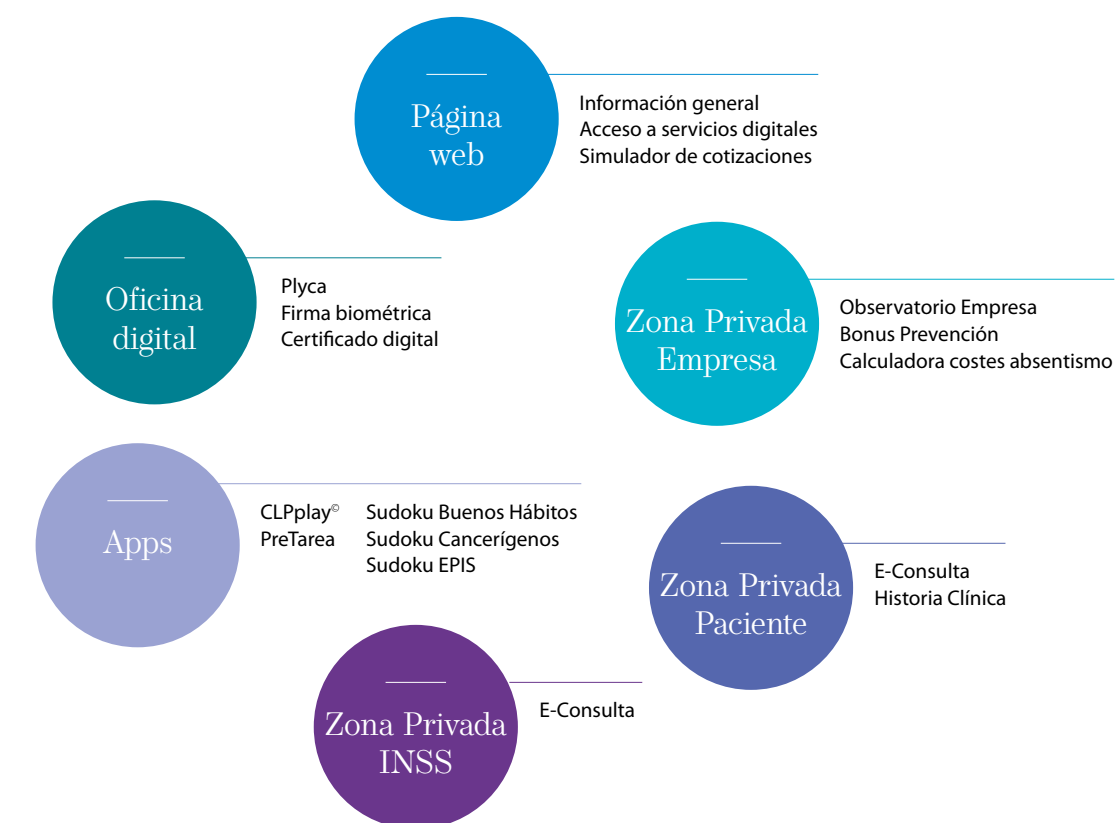 Página
web
Información general
Acceso a servicios digitales
Simulador de cotizaciones
Oficina
digital
Plyca
Firma biométrica
Certificado digital
Zona Privada
Empresa
Observatorio Empresa
Bonus Prevención
Calculadora costes absentismo
Apps
CLPplay©
PreTarea
Sudoku Buenos Hábitos
Sudoku Cancerígenos
Sudoku EPIS
Zona Privada
Paciente
E-Consulta
Historia Clínica
Zona Privada
INSS
E-Consulta